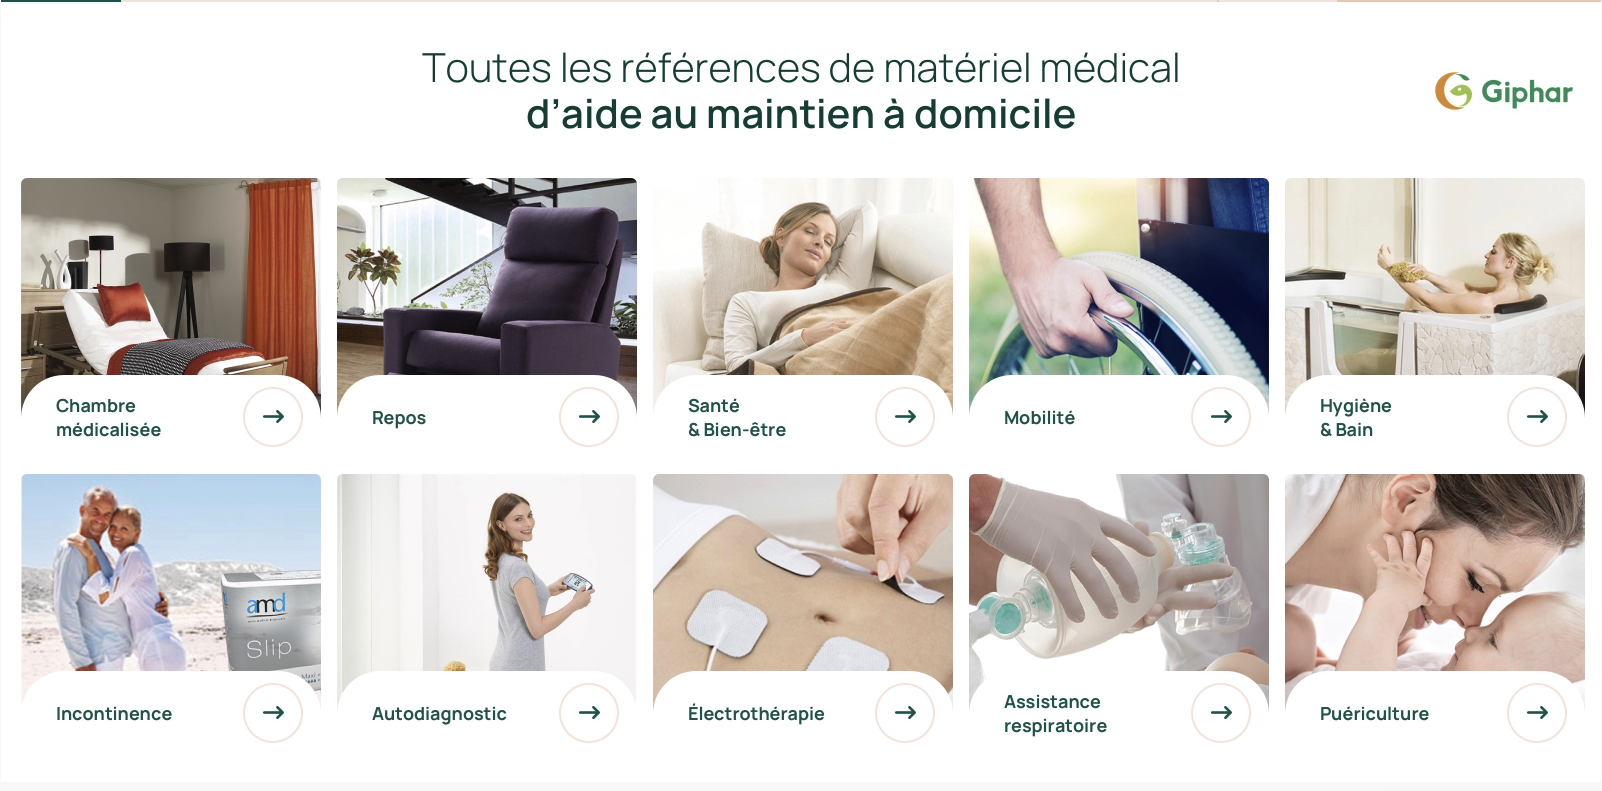 Toutes les références de matériel médical
d'aide au maintien à domicile
Giphar
Chambre
médicalisée
Repos
Santé
& Bien-être
Mobilité
Hygiène
& Bain
amd
Slip
Maxi
Incontinence
Autodiagnostic
Électrothérapie
Assistance
respiratoire
Puériculture